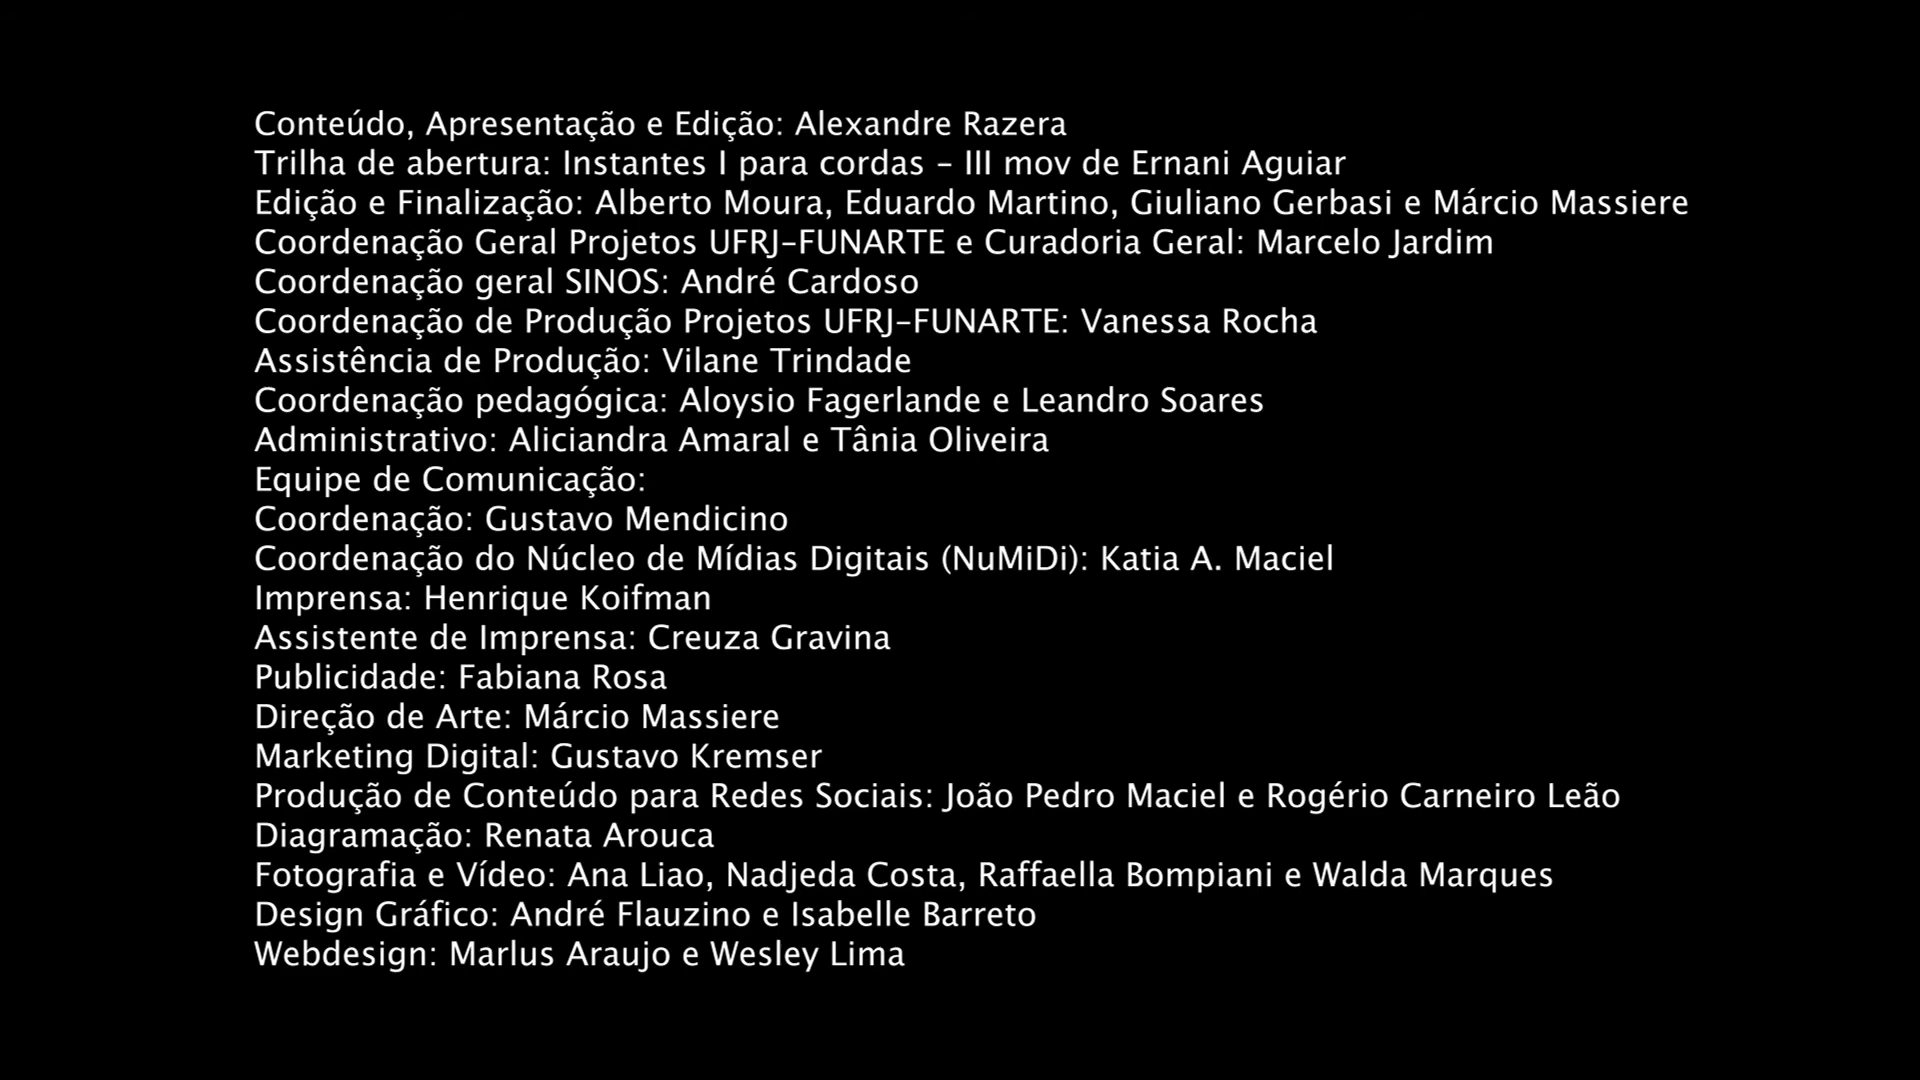 Conteúdo, Apresentação e Edição: Alexandre Razera
Trilha de abertura: Instantes I para cordas – III mov de Ernani Aguiar
Edição e Finalização: Alberto Moura, Eduardo Martino, Giuliano Gerbasi e Márcio Massiere
Coordenação Geral Projetos UFRJ-FUNARTE e Curadoria Geral: Marcelo Jardim
Coordenação geral SINOS: André Cardoso
Coordenação de Produção Projetos UFRJ-FUNARTE: Vanessa Rocha
Assistência de Produção: Vilane Trindade
Coordenação pedagógica: Aloysio Fagerlande e Leandro Soares
Administrativo: Aliciandra Amaral e Tânia Oliveira
Equipe de Comunicação:
Coordenação: Gustavo Mendicino
Coordenação do Núcleo de Mídias Digitais (NuMiDi): Katia A. Maciel
Imprensa: Henrique Koifman
Assistente de Imprensa: Creuza Gravina
Publicidade: Fabiana Rosa
Direção de Arte: Márcio Massiere
Marketing Digital: Gustavo Kremser
Produção de Conteúdo para Redes Sociais: João Pedro Maciel e Rogério Carneiro Leão
Diagramação: Renata Arouca
Fotografia e Vídeo: Ana Liao, Nadjeda Costa, Raffaella Bompiani e Walda Marques
Design Gráfico: André Flauzino e Isabelle Barreto
Webdesign: Marlus Araujo e Wesley Lima